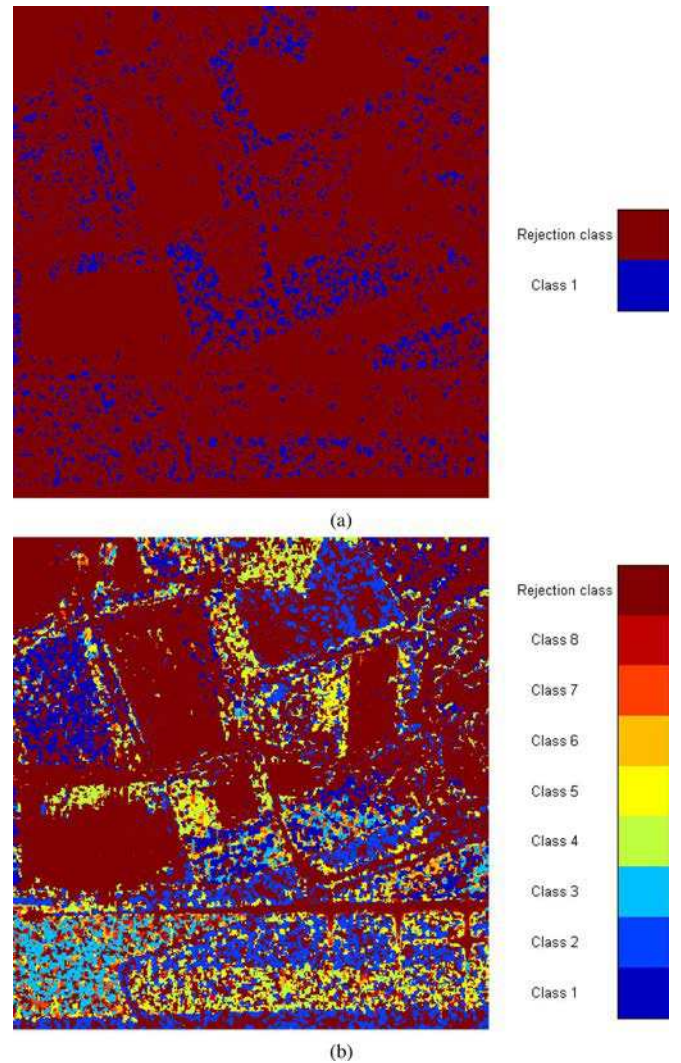 Rejection class
Class 1
(a)
Rejection class
Class 8
Class 7
Class 6
Class 5
Class 4
Class 3
Class 2
Class 1
(b)